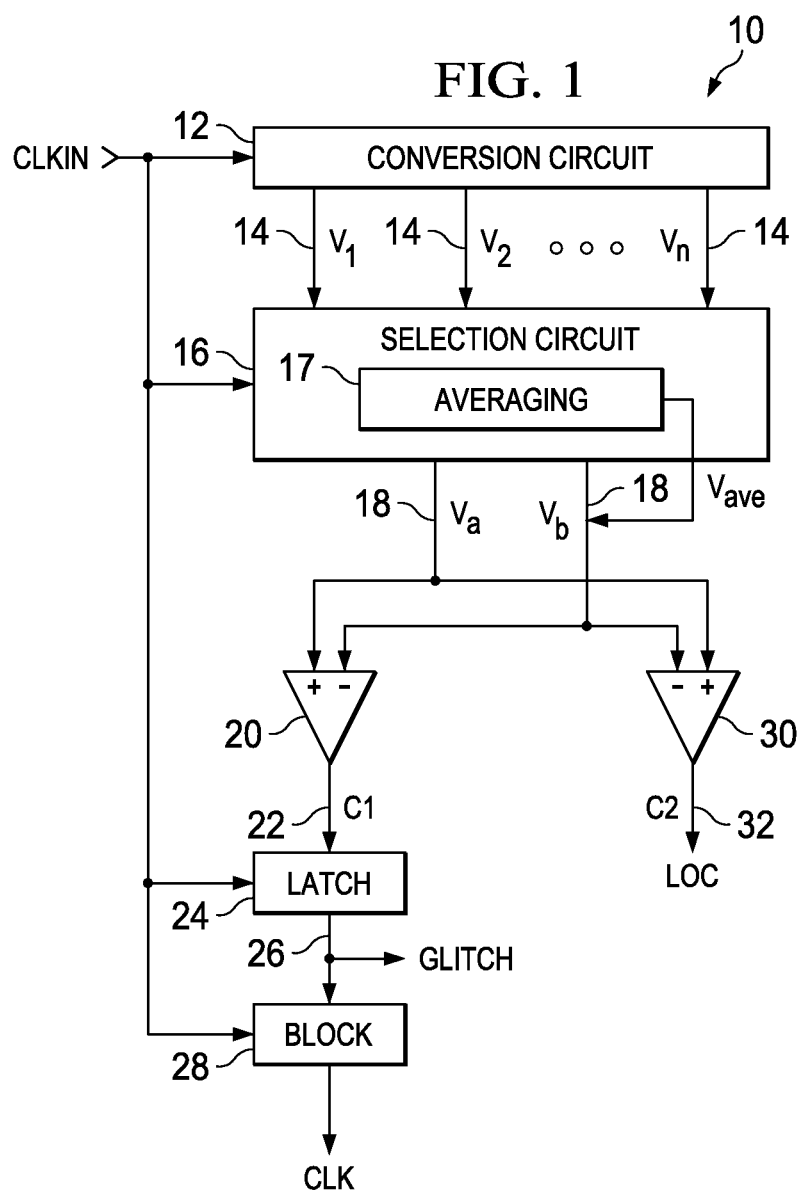 10
FIG. 1
12
CLKIN
CONVERSION CIRCUIT
14 V1 14 V2 Vn 14
SELECTION CIRCUIT
16
17
AVERAGING
18 Va Vb 18 Vave
+ - - +
20 30
22 C1 C2 32
LATCH LOC
24
26
GLITCH
BLOCK
28
CLK